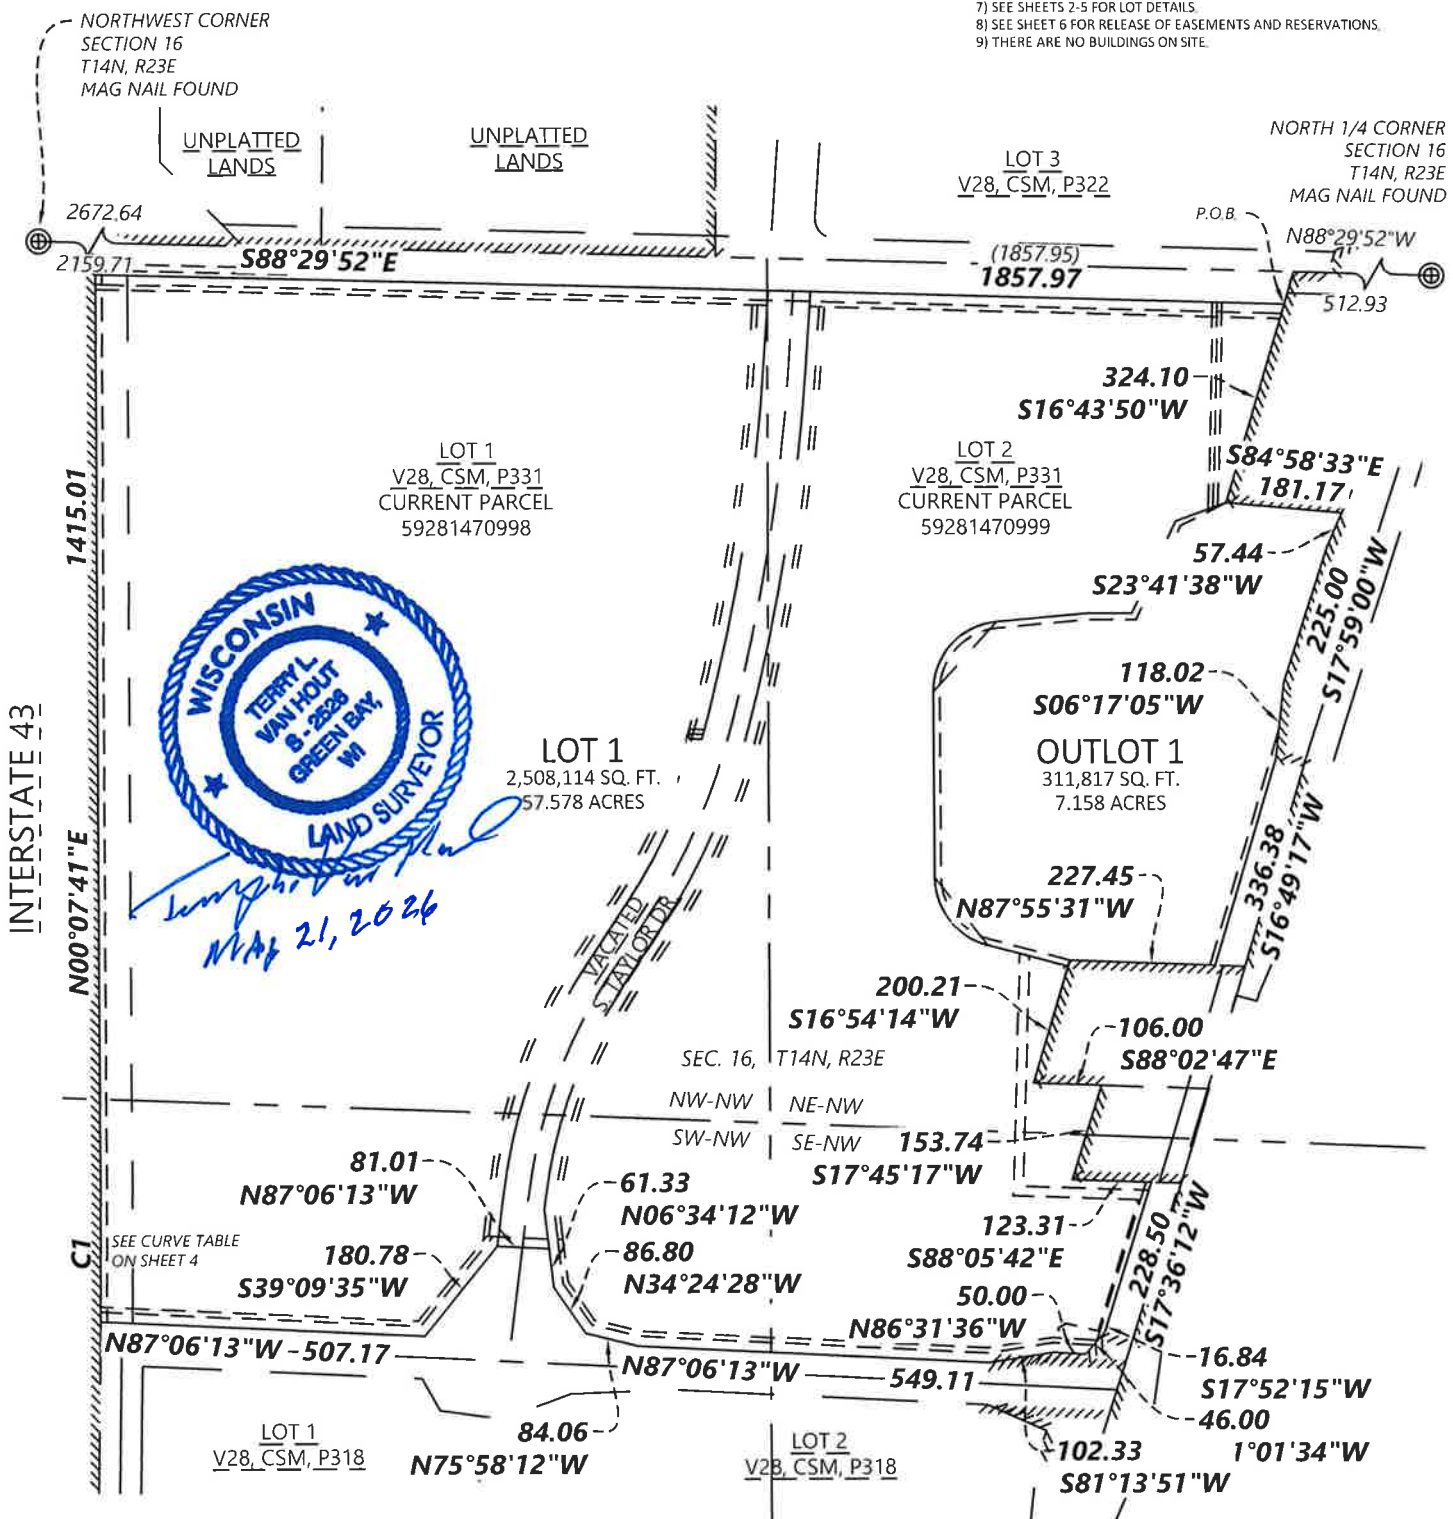 7) SEE SHEETS 2-5 FOR LOT DETAILS.
8) SEE SHEET 6 FOR RELEASE OF EASEMENTS AND RESERVATIONS.
9) THERE ARE NO BUILDINGS ON SITE.
NORTHWEST CORNER
SECTION 16
T14N, R23E
MAG NAIL FOUND
UNPLATTED
LANDS
UNPLATTED
LANDS
LOT 3
V28, CSM, P322
NORTH 1/4 CORNER
SECTION 16
T14N, R23E
MAG NAIL FOUND
P.O.B.
2672.64
N88°29'52"W
2159.71
S88°29'52"E
(1857.95)
1857.97
512.93
324.10
S16°43'50"W
LOT 1
V28, CSM, P331
CURRENT PARCEL
59281470998
LOT 2
V28, CSM, P331
CURRENT PARCEL
59281470999
S84°58'33"E
181.17
1415.01
57.44
S23°41'38"W
225.00
S17°59'00"W
WISCONSIN
TERRY L.
VAN HOUT
S - 2526
GREEN BAY,
WI
LAND SURVEYOR
118.02
S06°17'05"W
INTERSTATE 43
LOT 1
2,508,114 SQ. FT.
57.578 ACRES
OUTLOT 1
311,817 SQ. FT.
7.158 ACRES
N00°07'41"E
336.38
S16°49'17"W
227.45
N87°55'31"W
May 21, 2026
VACATED
S. TAYLOR DR
200.21
S16°54'14"W
106.00
S88°02'47"E
SEC. 16, T14N, R23E
NW-NW NE-NW
SW-NW SE-NW
153.74
S17°45'17"W
81.01
N87°06'13"W
61.33
N06°34'12"W
123.31
S88°05'42"E
228.50
S17°36'12"W
C1
SEE CURVE TABLE
ON SHEET 4
180.78
S39°09'35"W
86.80
N34°24'28"W
50.00
N86°31'36"W
N87°06'13"W 507.17
N87°06'13"W 549.11
16.84
S17°52'15"W
46.00
1°01'34"W
84.06
N75°58'12"W
102.33
S81°13'51"W
LOT 1
V28, CSM, P318
LOT 2
V28, CSM, P318